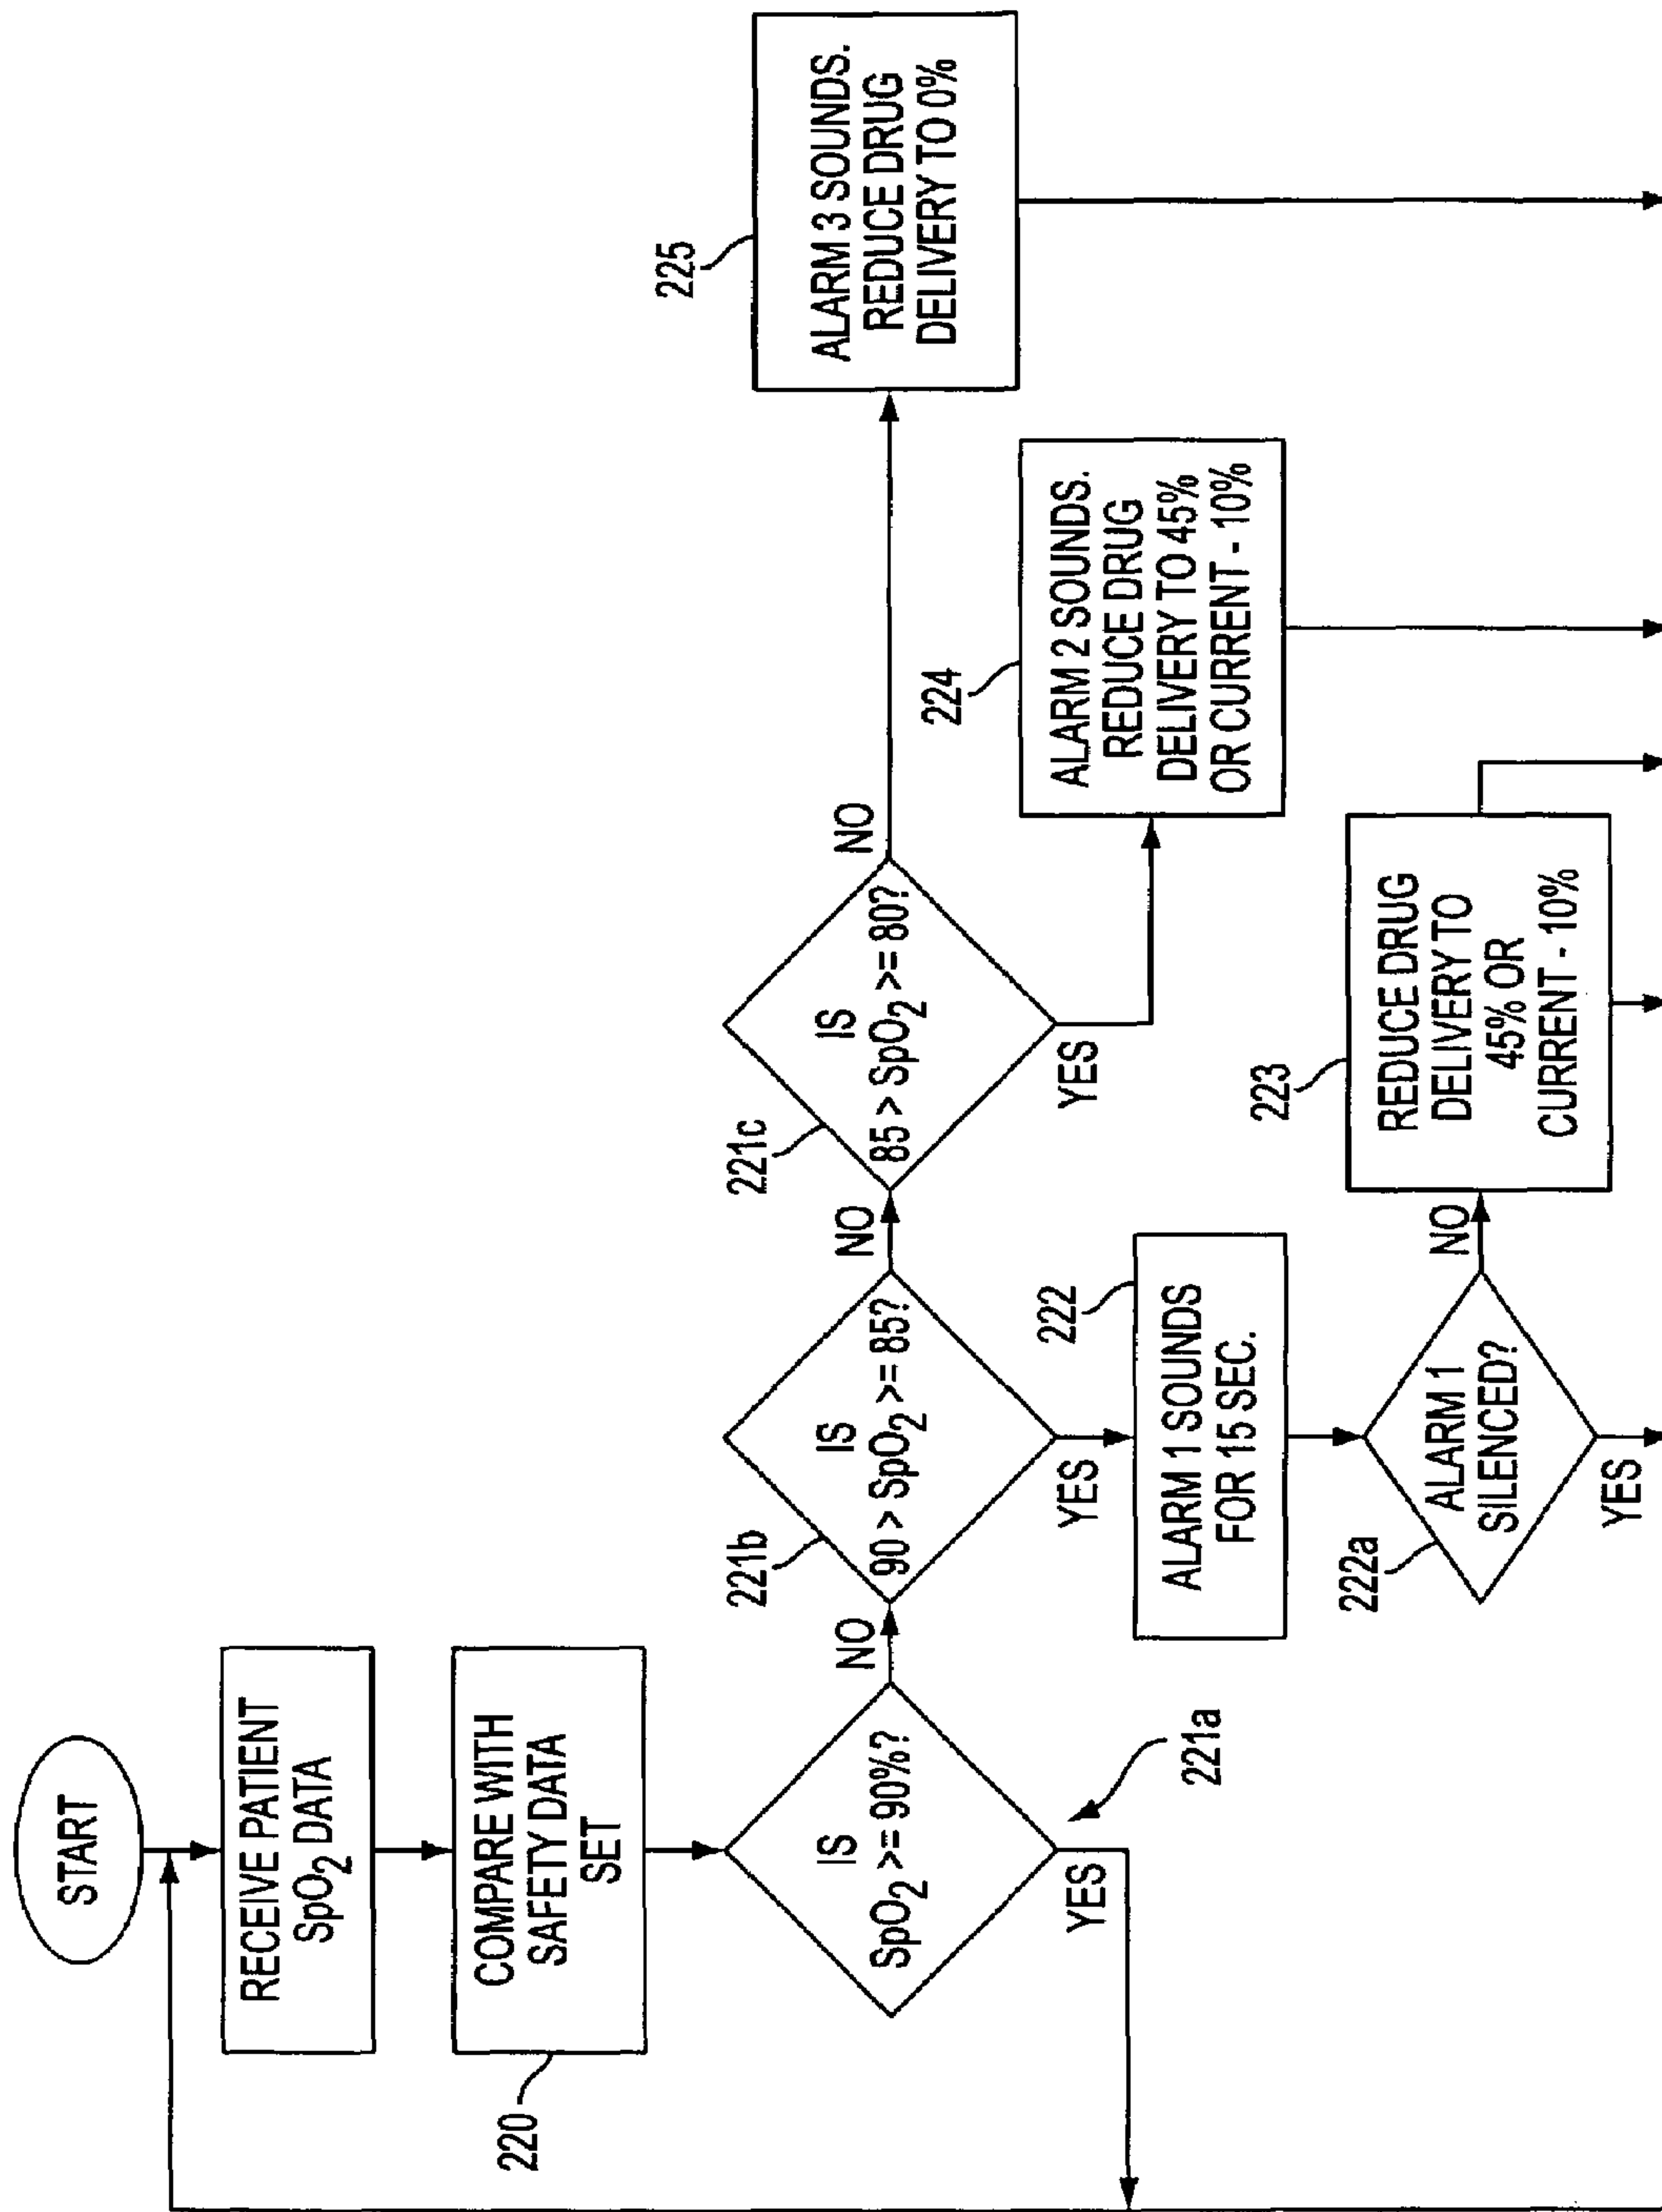 START
RECEIVE PATIENT
SpO2 DATA
COMPARE WITH
SAFETY DATA
SET
220
IS
SpO2 >= 90%?
YES
221a
NO
221b
IS
90 > SpO2 >= 85?
YES
NO
222
ALARM 1 SOUNDS
FOR 15 SEC.
222a
ALARM 1
SILENCED?
YES
NO
223
REDUCE DRUG
DELIVERY TO
45% OR
CURRENT - 10%
221c
IS
85 > SpO2 >= 80?
YES
NO
224
ALARM 2 SOUNDS.
REDUCE DRUG
DELIVERY TO 45%
OR CURRENT - 10%
225
ALARM 3 SOUNDS.
REDUCE DRUG
DELIVERY TO 0%